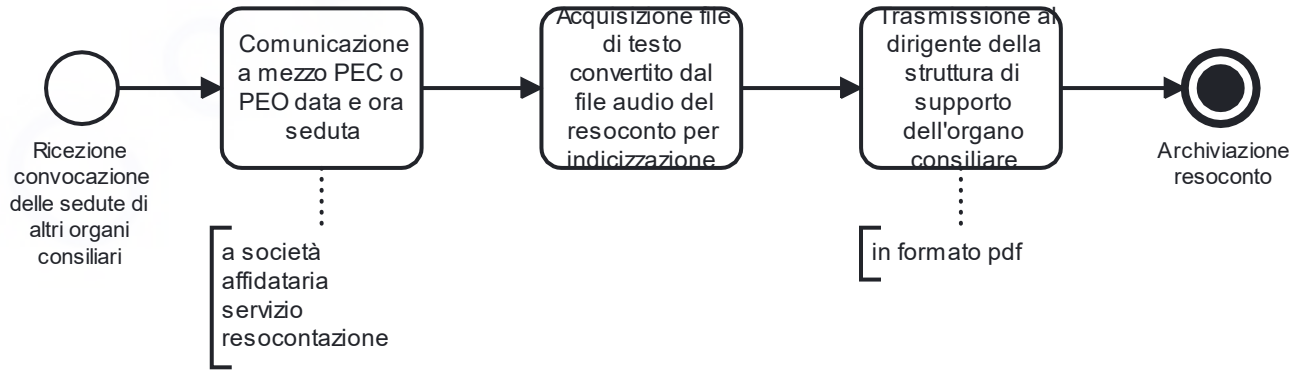 Ricezione
convocazione
delle sedute di
altri organi
consiliari
Comunicazione
a mezzo PEC o
PEO data e ora
seduta
a società
affidataria
servizio
resocontazione
Acquisizione file
di testo
convertito dal
file audio del
resoconto per
indicizzazione
Trasmissione al
dirigente della
struttura di
supporto
dell'organo
consiliare
in formato pdf
Archiviazione
resoconto